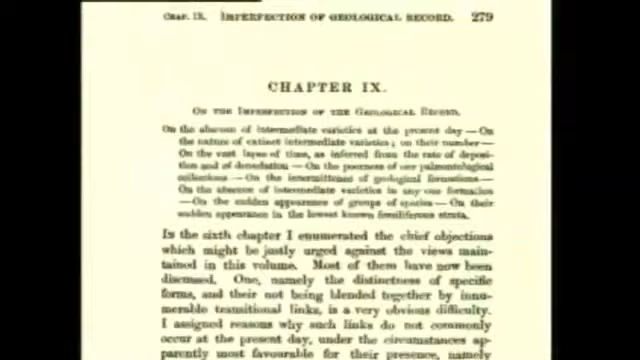 CHAP. IX. IMPERFECTION OF GEOLOGICAL RECORD. 279
CHAPTER IX.
ON THE IMPERFECTION OF THE GEOLOGICAL RECORD.
On the absence of intermediate varieties at the present day — On
the nature of extinct intermediate varieties; on their number —
On the vast lapse of time, as inferred from the rate of deposi-
tion and of denudation — On the poorness of our palæontological
collections — On the intermittence of geological formations —
On the absence of intermediate varieties in any one formation
— On the sudden appearance of groups of species — On their
sudden appearance in the lowest known fossiliferous strata.
In the sixth chapter I enumerated the chief objections
which might be justly urged against the views main-
tained in this volume. Most of them have now been
discussed. One, namely the distinctness of specific
forms, and their not being blended together by innu-
merable transitional links, is a very obvious difficulty.
I assigned reasons why such links do not commonly
occur at the present day, under the circumstances ap-
parently most favourable for their presence, namely